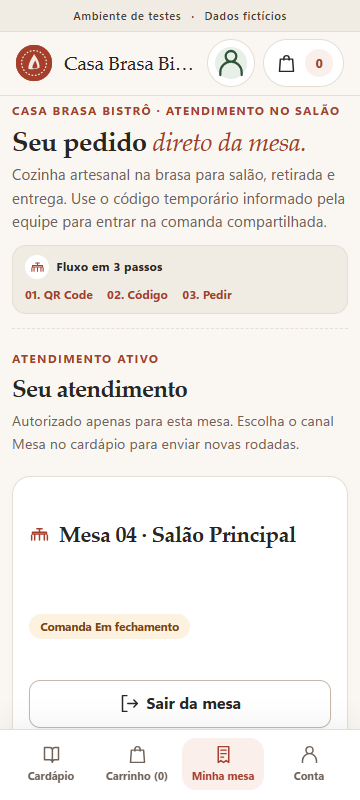 Ambiente de testes · Dados fictícios
Casa Brasa Bi...
0
CASA BRASA BISTRÔ · ATENDIMENTO NO SALÃO
Seu pedido direto da mesa.
Cozinha artesanal na brasa para salão, retirada e
entrega. Use o código temporário informado pela
equipe para entrar na comanda compartilhada.
Fluxo em 3 passos
01. QR Code 02. Código 03. Pedir
ATENDIMENTO ATIVO
Seu atendimento
Autorizado apenas para esta mesa. Escolha o canal
Mesa no cardápio para enviar novas rodadas.
Mesa 04 · Salão Principal
Comanda Em fechamento
Sair da mesa
Cardápio Carrinho (0) Minha mesa Conta